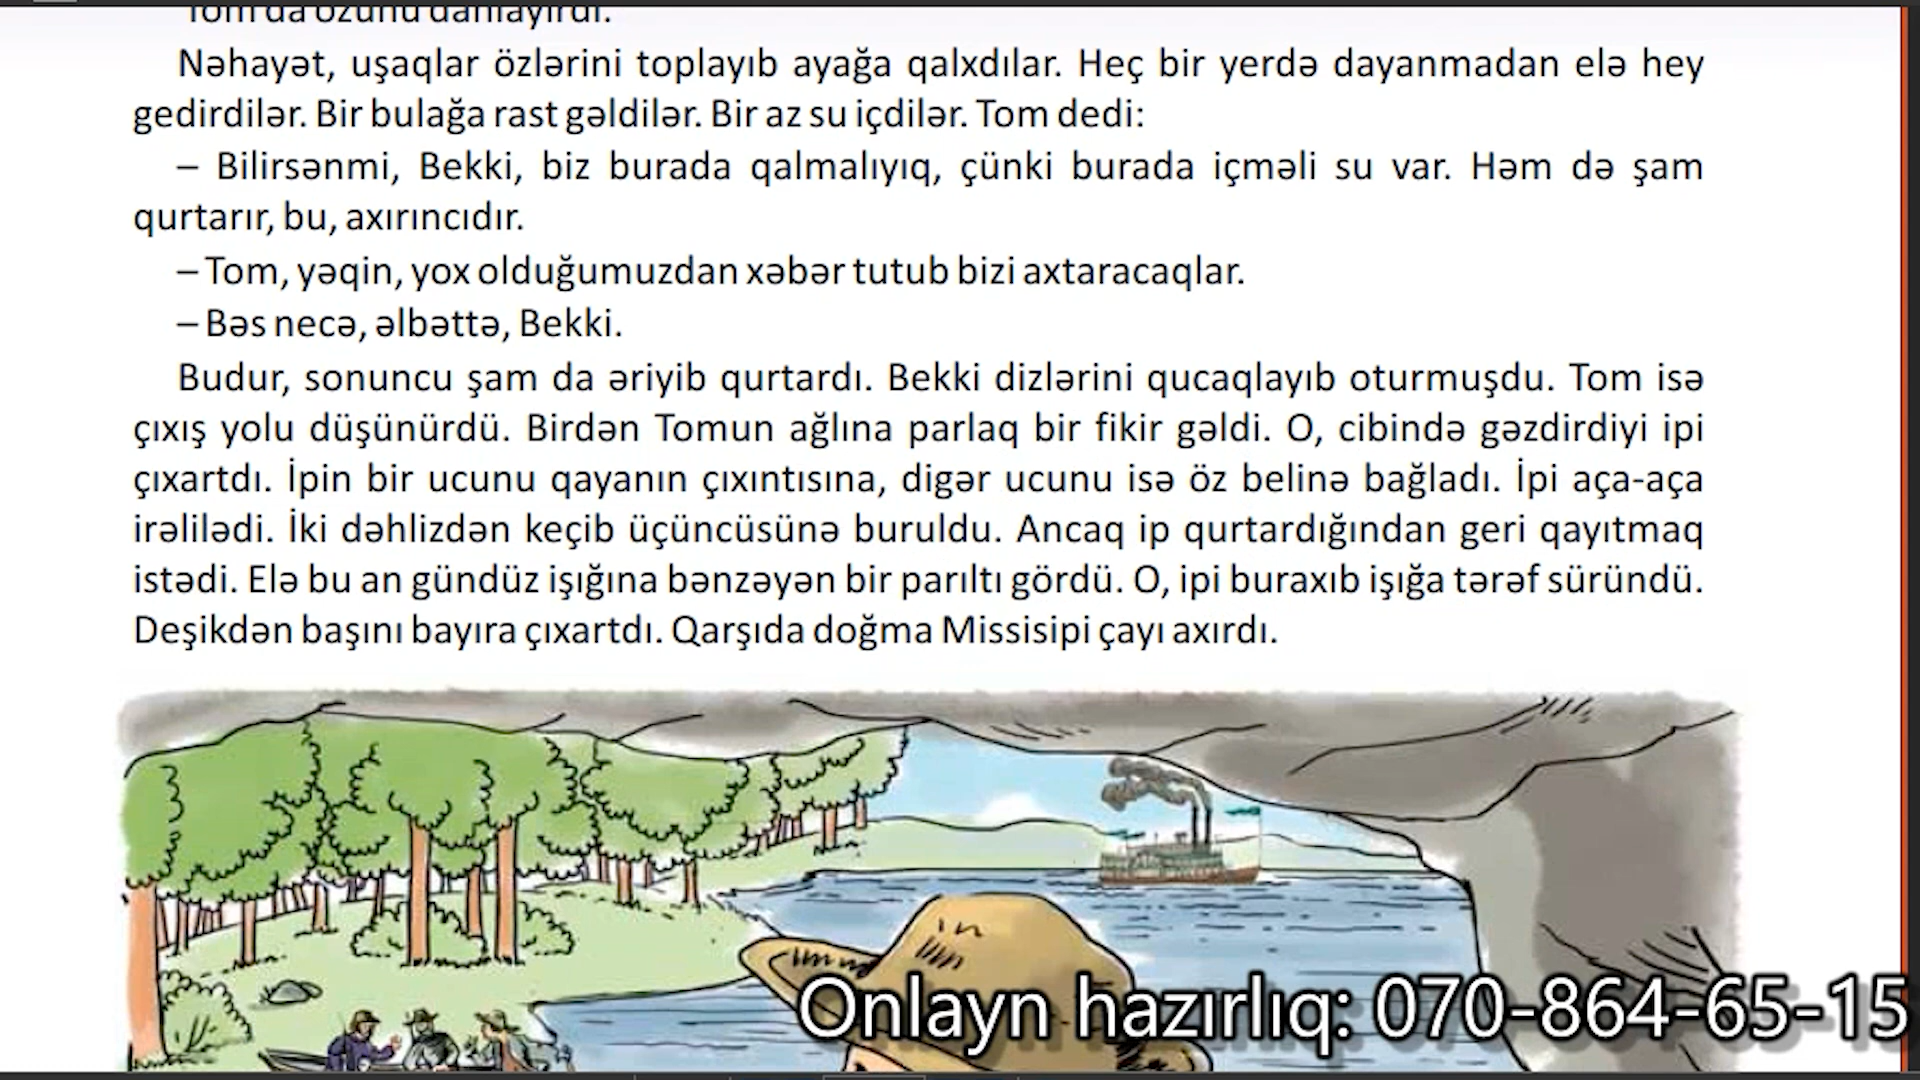 Tom da özünü danlayırdı.
Nəhayət, uşaqlar özlərini toplayıb ayağa qalxdılar. Heç bir yerdə dayanmadan elə hey
gedirdilər. Bir bulağa rast gəldilər. Bir az su içdilər. Tom dedi:
– Bilirsənmi, Bekki, biz burada qalmalıyıq, çünki burada içməli su var. Həm də şam
qurtarır, bu, axırıncıdır.
– Tom, yəqin, yox olduğumuzdan xəbər tutub bizi axtaracaqlar.
– Bəs necə, əlbəttə, Bekki.
Budur, sonuncu şam da əriyib qurtardı. Bekki dizlərini qucaqlayıb oturmuşdu. Tom isə
çıxış yolu düşünürdü. Birdən Tomun ağlına parlaq bir fikir gəldi. O, cibində gəzdirdiyi ipi
çıxartdı. İpin bir ucunu qayanın çıxıntısına, digər ucunu isə öz belinə bağladı. İpi aça-aça
irəlilədi. İki dəhlizdən keçib üçüncüsünə buruldu. Ancaq ip qurtardığından geri qayıtmaq
istədi. Elə bu an gündüz işığına bənzəyən bir parıltı gördü. O, ipi buraxıb işığa tərəf süründü.
Deşikdən başını bayıra çıxartdı. Qarşıda doğma Missisipi çayı axırdı.
Onlayn hazırlıq: 070-864-65-15